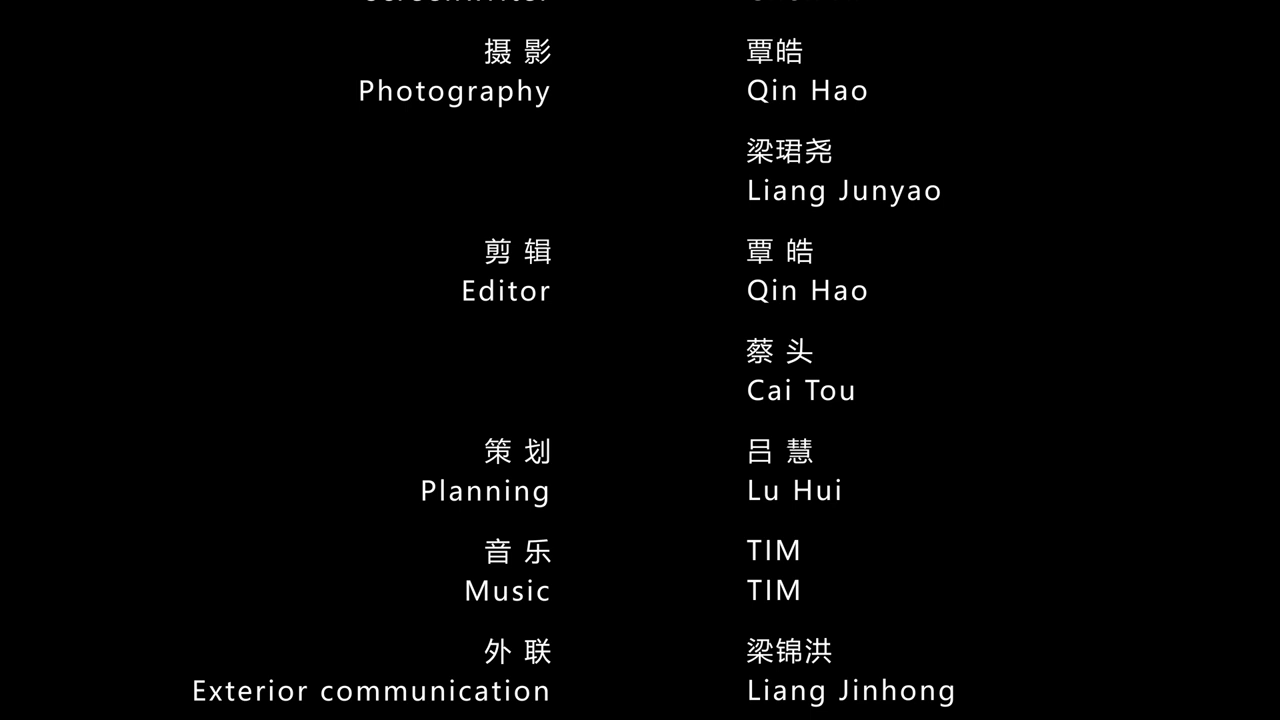 摄 影 覃皓
Photography Qin Hao
梁珺尧
Liang Junyao
剪 辑 覃 皓
Editor Qin Hao
蔡 头
Cai Tou
策 划 吕 慧
Planning Lu Hui
音 乐 TIM
Music TIM
外 联 梁锦洪
Exterior communication Liang Jinhong